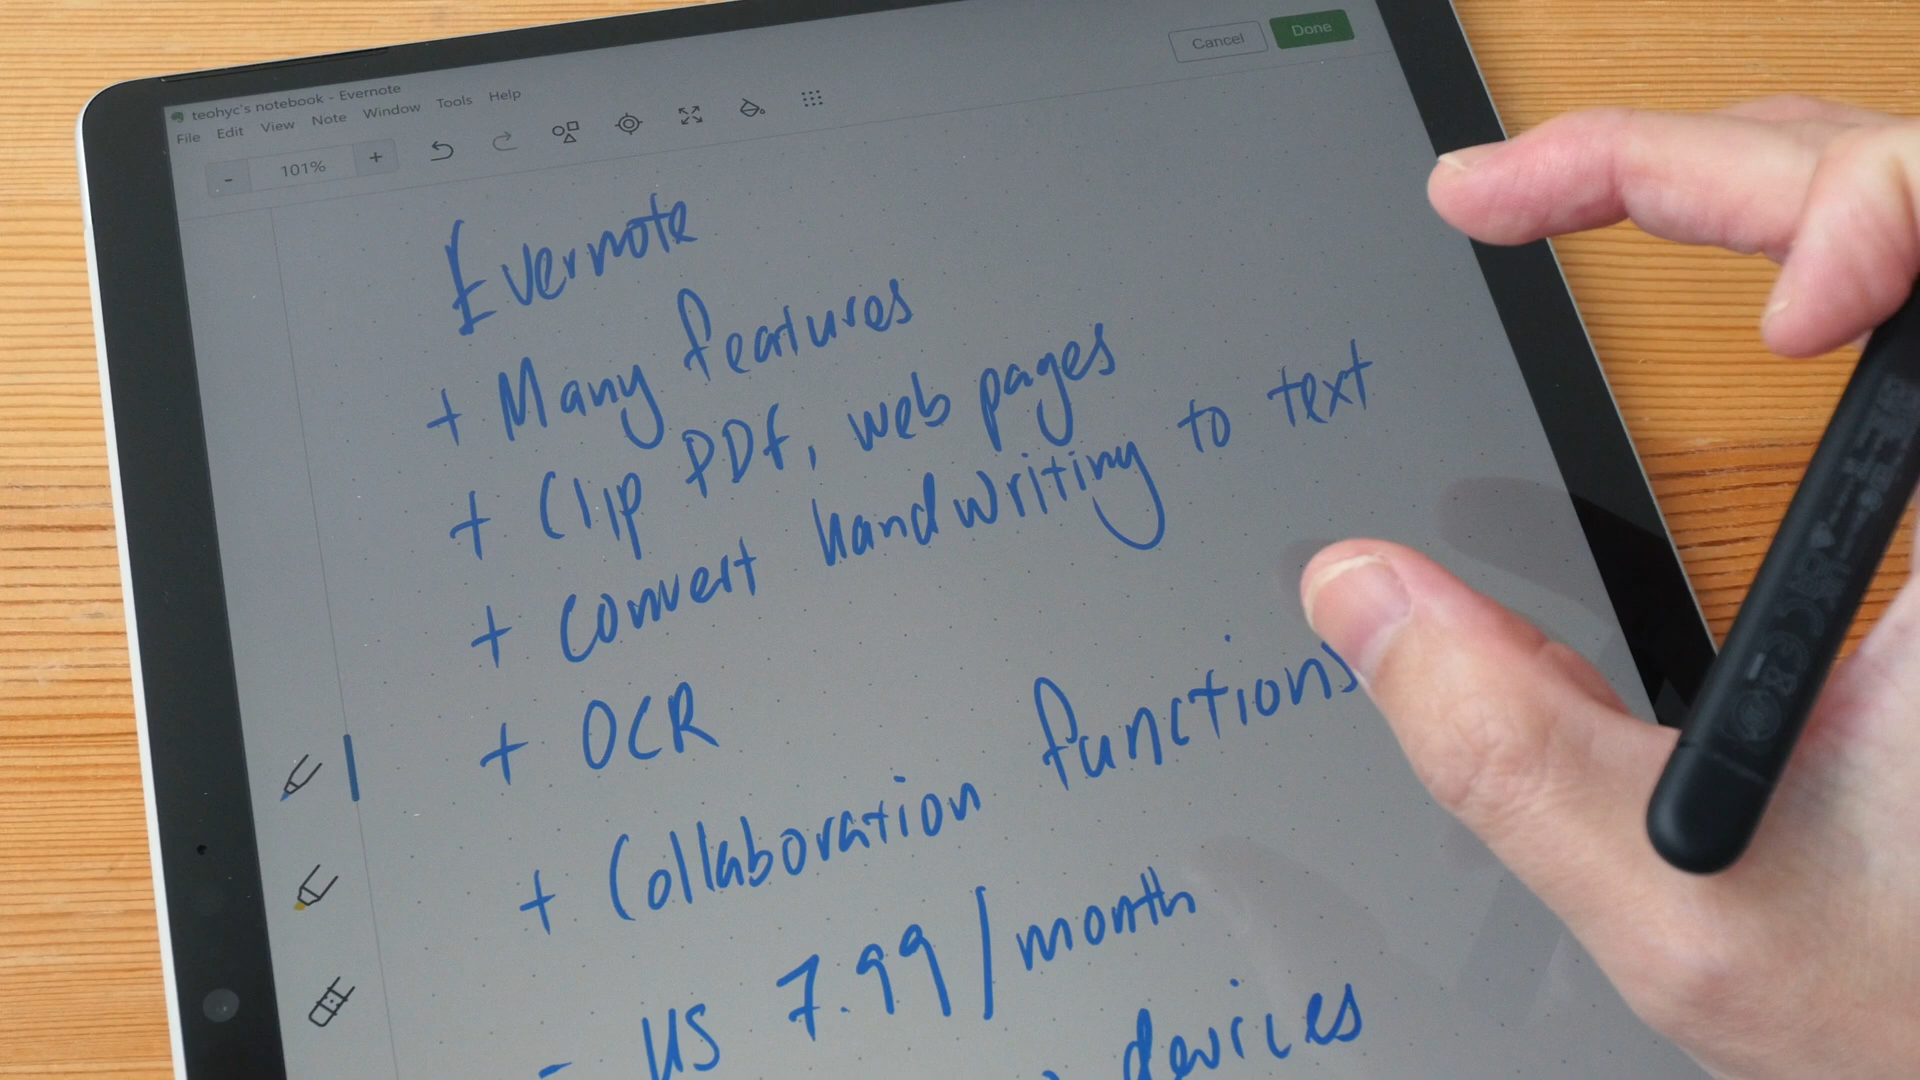 teohyc's notebook - Evernote
File Edit View Note Window Tools Help
Cancel Done
- 101% +
Evernote
+ Many features
+ Clip PDF, web pages
+ Convert handwriting to text
+ OCR
+ Collaboration functions
- US 7.99/month
devices